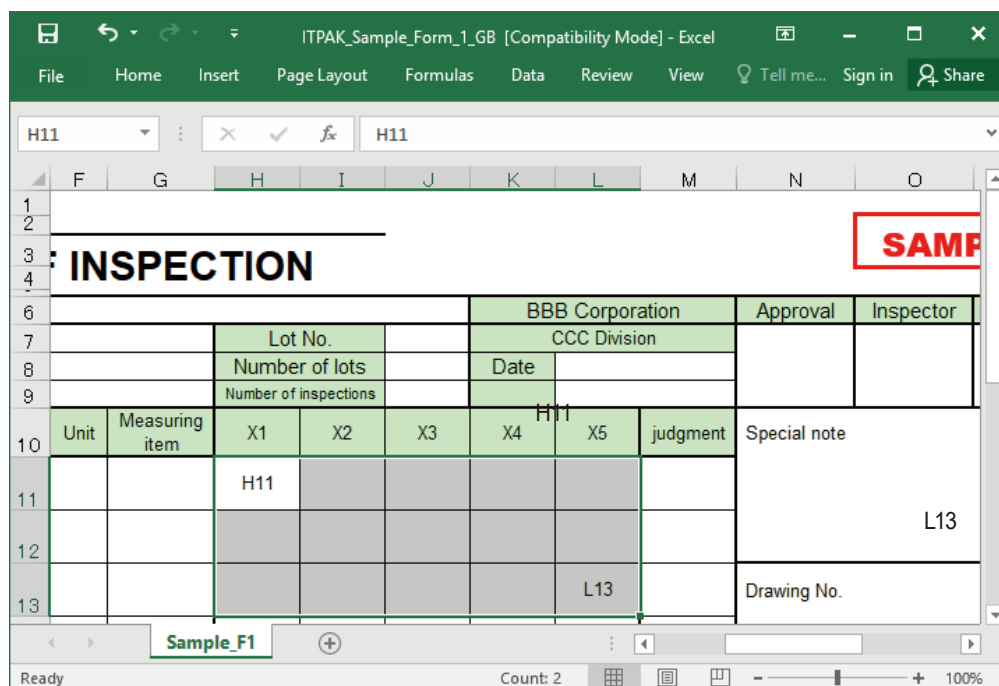 ITPAK_Sample_Form_1_GB [Compatibility Mode] - Excel
File Home Insert Page Layout Formulas Data Review View Tell me... Sign in Share
H11 fx H11
F G H I J K L M N O
1
2
3 INSPECTION SAMP
4
6 BBB Corporation Approval Inspector
7 Lot No. CCC Division
8 Number of lots Date
9 Number of inspections
H11
10 Unit Measuring item X1 X2 X3 X4 X5 judgment Special note
11 H11
L13
12
13 L13 Drawing No.
Sample_F1
Ready Count: 2 100%